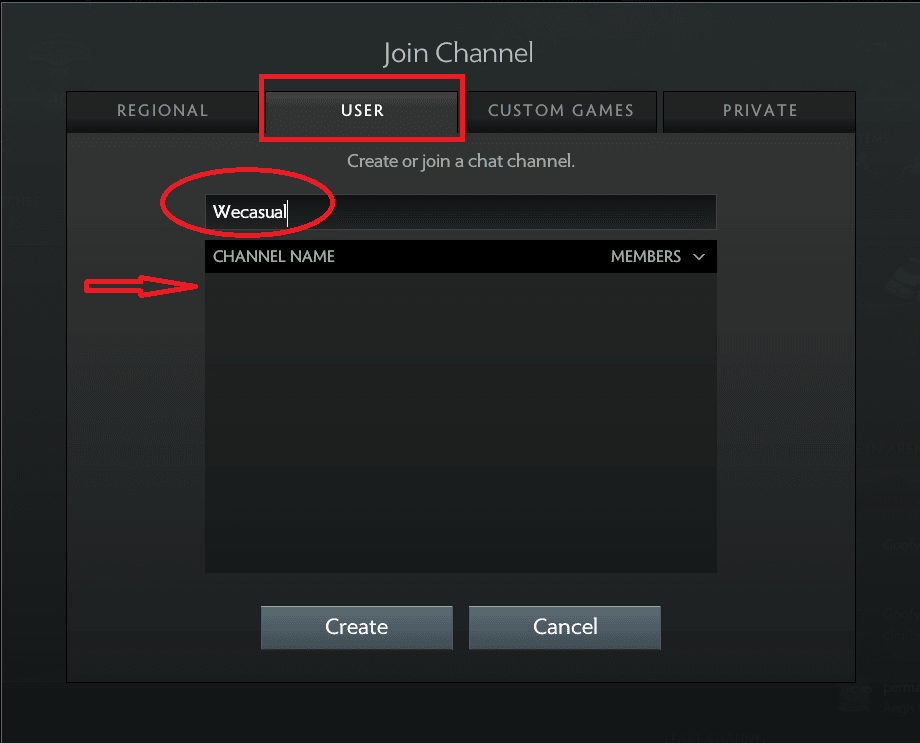 Join Channel
REGIONAL USER CUSTOM GAMES PRIVATE
Create or join a chat channel.
Wecasual
CHANNEL NAME MEMBERS
Create Cancel